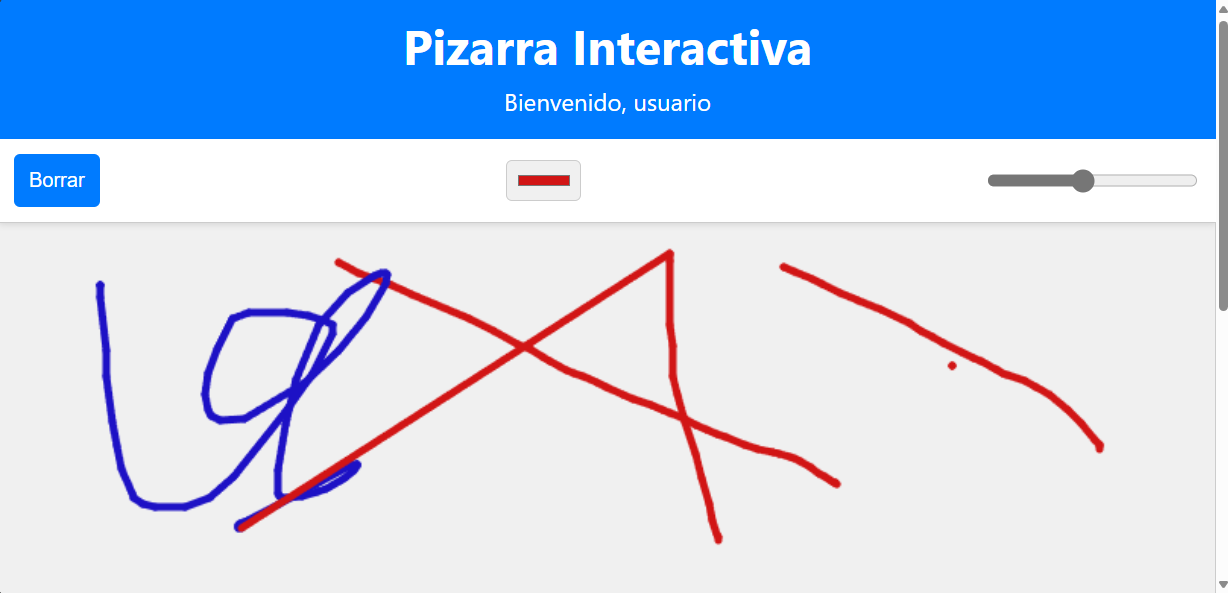 Pizarra Interactiva
Bienvenido, usuario
Borrar